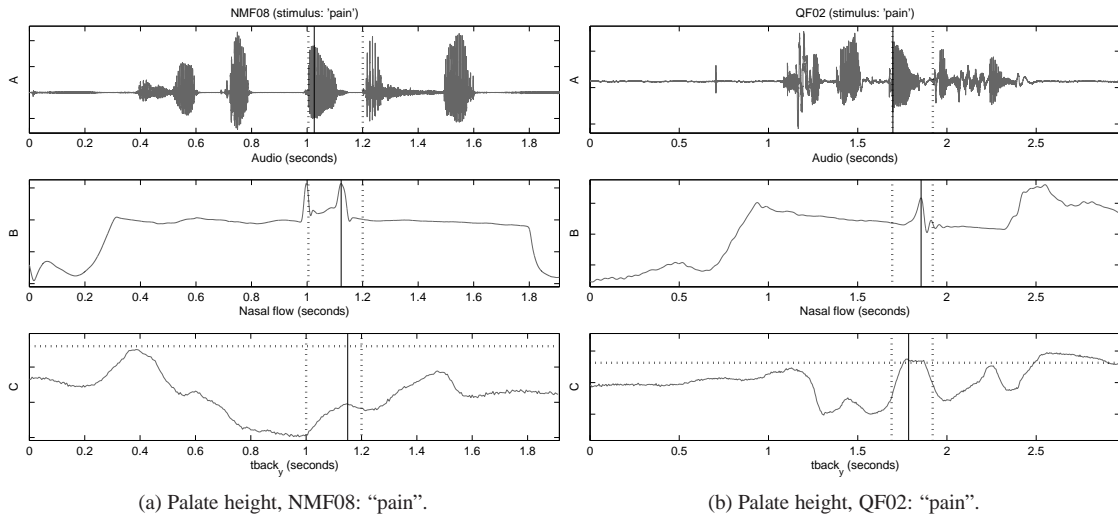 NMF08 (stimulus: 'pain')
A
0 0.2 0.4 0.6 0.8 1 1.2 1.4 1.6 1.8
Audio (seconds)
B
0 0.2 0.4 0.6 0.8 1 1.2 1.4 1.6 1.8
Nasal flow (seconds)
C
0 0.2 0.4 0.6 0.8 1 1.2 1.4 1.6 1.8
tback_y (seconds)
(a) Palate height, NMF08: “pain”.
QF02 (stimulus: 'pain')
A
0 0.5 1 1.5 2 2.5
Audio (seconds)
B
0 0.5 1 1.5 2 2.5
Nasal flow (seconds)
C
0 0.5 1 1.5 2 2.5
tback_y (seconds)
(b) Palate height, QF02: “pain”.